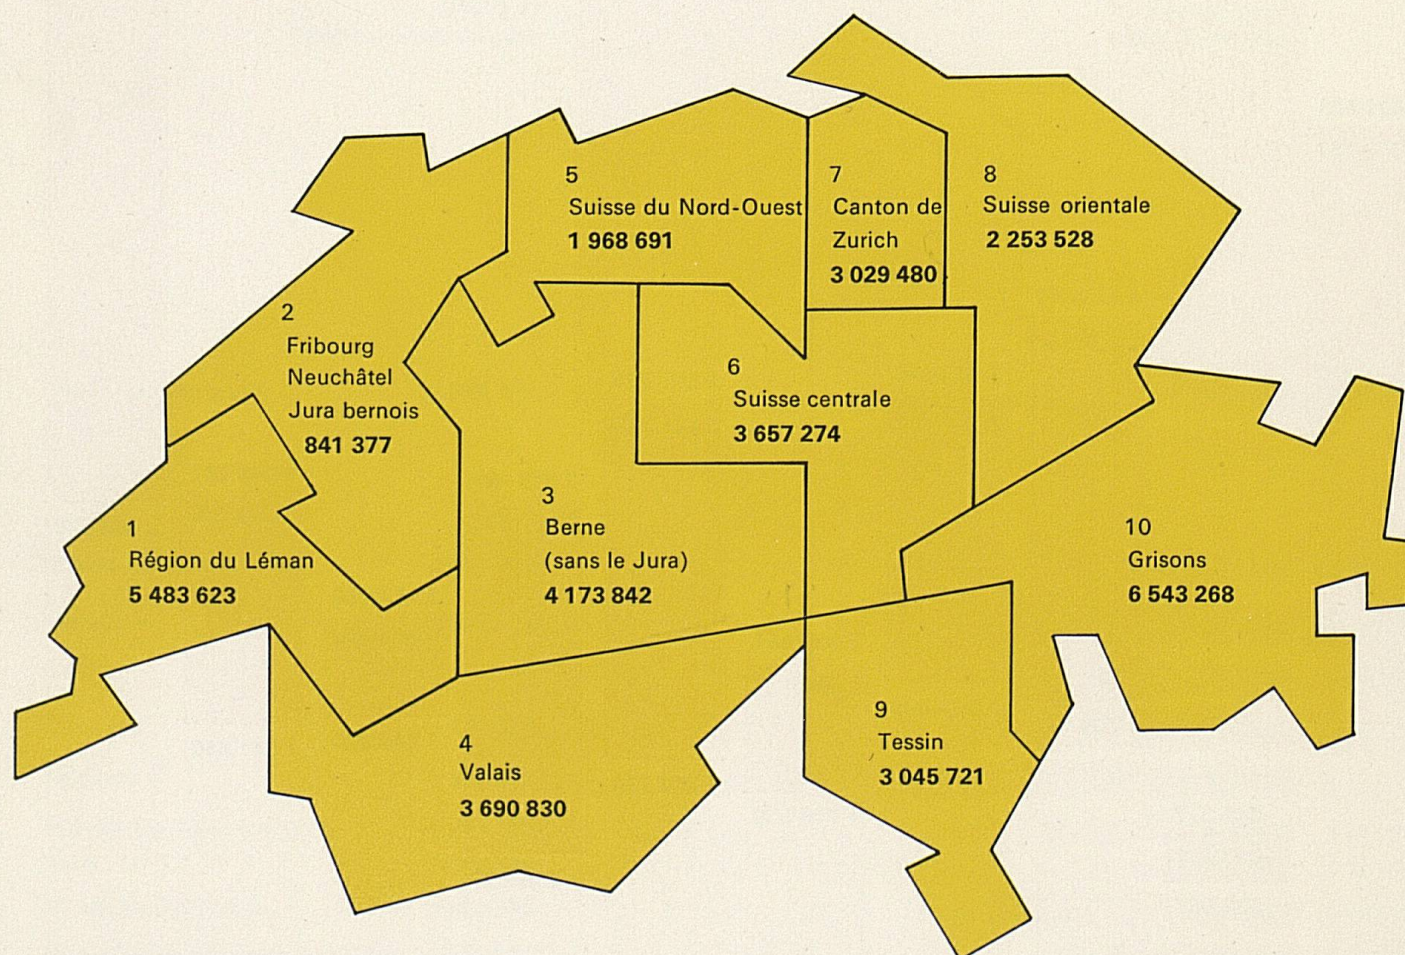 1
Région du Léman
5 483 623
2
Fribourg
Neuchâtel
Jura bernois
841 377
3
Berne
(sans le Jura)
4 173 842
4
Valais
3 690 830
5
Suisse du Nord-Ouest
1 968 691
6
Suisse centrale
3 657 274
7
Canton de
Zurich
3 029 480
8
Suisse orientale
2 253 528
9
Tessin
3 045 721
10
Grisons
6 543 268